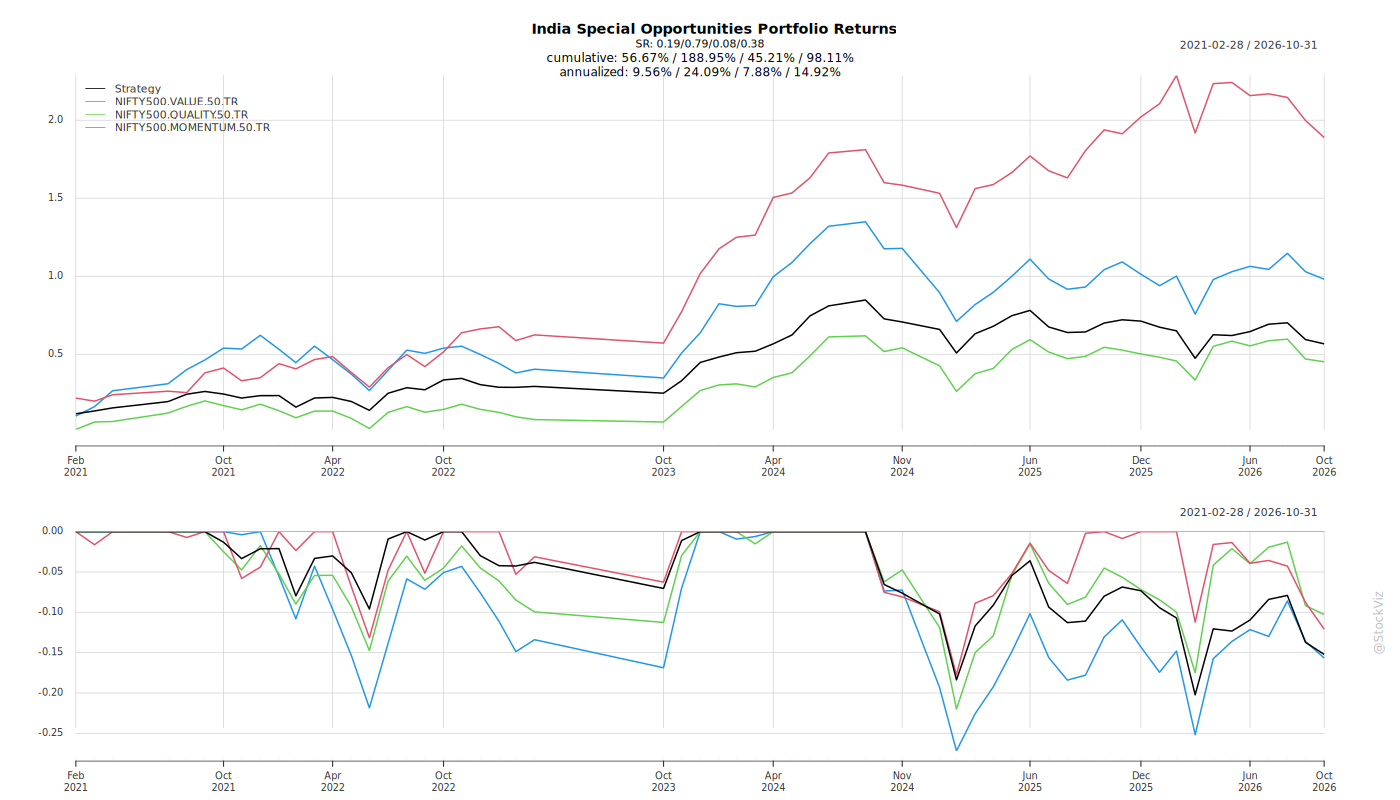 India Special Opportunities Portfolio Returns
SR: 0.19/0.79/0.08/0.38
cumulative: 56.67% / 188.95% / 45.21% / 98.11%
annualized: 9.56% / 24.09% / 7.88% / 14.92%
2021-02-28 / 2026-10-31
Strategy
NIFTY500.VALUE.50.TR
NIFTY500.QUALITY.50.TR
NIFTY500.MOMENTUM.50.TR
2.0
1.5
1.0
0.5
Feb 2021
Oct 2021
Apr 2022
Oct 2022
Oct 2023
Apr 2024
Nov 2024
Jun 2025
Dec 2025
Jun 2026
Oct 2026
2021-02-28 / 2026-10-31
0.00
-0.05
-0.10
-0.15
-0.20
-0.25
Feb 2021
Oct 2021
Apr 2022
Oct 2022
Oct 2023
Apr 2024
Nov 2024
Jun 2025
Dec 2025
Jun 2026
Oct 2026
@StockViz